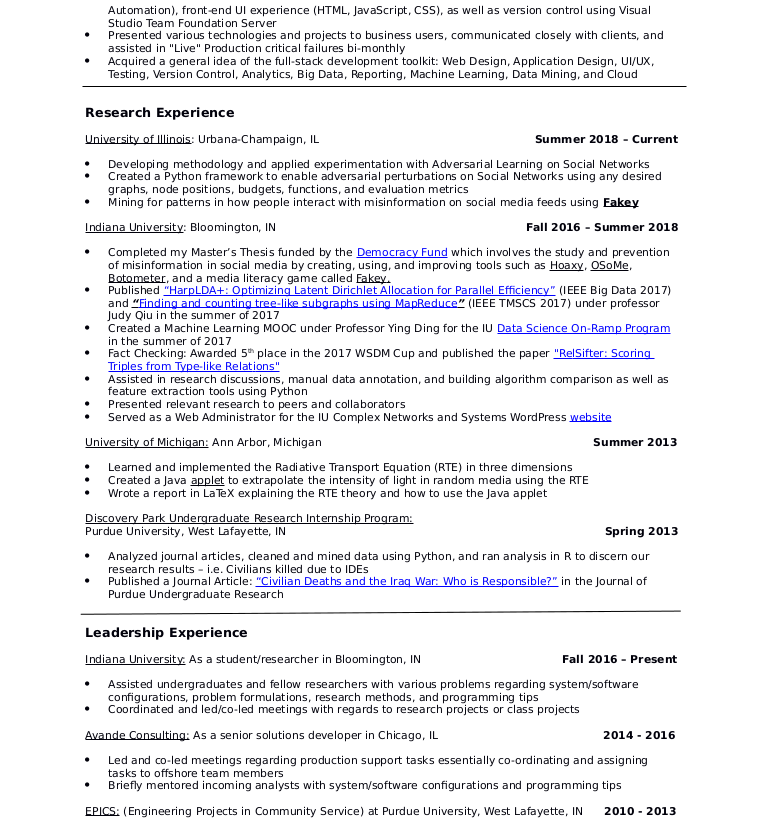 Automation), front-end UI experience (HTML, JavaScript, CSS), as well as version control using Visual
Studio Team Foundation Server
• Presented various technologies and projects to business users, communicated closely with clients, and
assisted in "Live" Production critical failures bi-monthly
• Acquired a general idea of the full-stack development toolkit: Web Design, Application Design, UI/UX,
Testing, Version Control, Analytics, Big Data, Reporting, Machine Learning, Data Mining, and Cloud
Research Experience
University of Illinois: Urbana-Champaign, IL Summer 2018 – Current
• Developing methodology and applied experimentation with Adversarial Learning on Social Networks
• Created a Python framework to enable adversarial perturbations on Social Networks using any desired
graphs, node positions, budgets, functions, and evaluation metrics
• Mining for patterns in how people interact with misinformation on social media feeds using Fakey
Indiana University: Bloomington, IN Fall 2016 – Summer 2018
• Completed my Master’s Thesis funded by the Democracy Fund which involves the study and prevention
of misinformation in social media by creating, using, and improving tools such as Hoaxy, OSoMe,
Botometer, and a media literacy game called Fakey.
• Published “HarpLDA+: Optimizing Latent Dirichlet Allocation for Parallel Efficiency” (IEEE Big Data 2017)
and “Finding and counting tree-like subgraphs using MapReduce” (IEEE TMSCS 2017) under professor
Judy Qiu in the summer of 2017
• Created a Machine Learning MOOC under Professor Ying Ding for the IU Data Science On-Ramp Program
in the summer of 2017
• Fact Checking: Awarded 5th place in the 2017 WSDM Cup and published the paper "RelSifter: Scoring
Triples from Type-like Relations"
• Assisted in research discussions, manual data annotation, and building algorithm comparison as well as
feature extraction tools using Python
• Presented relevant research to peers and collaborators
• Served as a Web Administrator for the IU Complex Networks and Systems WordPress website
University of Michigan: Ann Arbor, Michigan Summer 2013
• Learned and implemented the Radiative Transport Equation (RTE) in three dimensions
• Created a Java applet to extrapolate the intensity of light in random media using the RTE
• Wrote a report in LaTeX explaining the RTE theory and how to use the Java applet
Discovery Park Undergraduate Research Internship Program:
Purdue University, West Lafayette, IN Spring 2013
• Analyzed journal articles, cleaned and mined data using Python, and ran analysis in R to discern our
research results – i.e. Civilians killed due to IDEs
• Published a Journal Article: “Civilian Deaths and the Iraq War: Who is Responsible?” in the Journal of
Purdue Undergraduate Research
Leadership Experience
Indiana University: As a student/researcher in Bloomington, IN Fall 2016 – Present
• Assisted undergraduates and fellow researchers with various problems regarding system/software
configurations, problem formulations, research methods, and programming tips
• Coordinated and led/co-led meetings with regards to research projects or class projects
Avande Consulting: As a senior solutions developer in Chicago, IL 2014 - 2016
• Led and co-led meetings regarding production support tasks essentially co-ordinating and assigning
tasks to offshore team members
• Briefly mentored incoming analysts with system/software configurations and programming tips
EPICS: (Engineering Projects in Community Service) at Purdue University, West Lafayette, IN 2010 - 2013